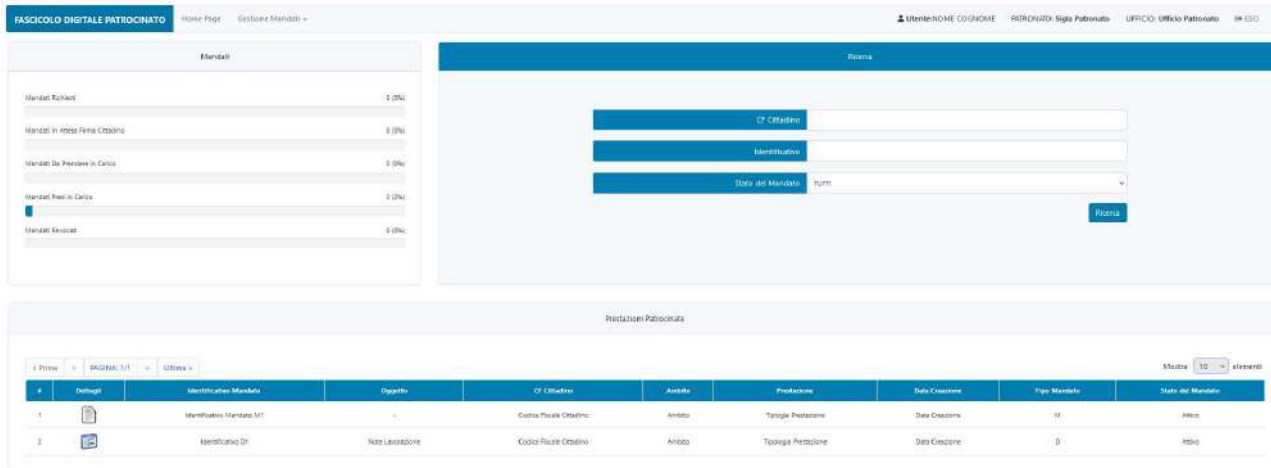 FASCICOLO DIGITALE PATROCINATO Home Page Gestione Mandati Utente:NOME COGNOME PATRONATO: Sigis Patronato UFFICIO: Ufficio Patronato ESCI
Mandati
Mandati Richiesti 0 (0%)
Mandati In Attesa Firma Cittadino 0 (0%)
Mandati Da Prendere in Carico 0 (0%)
Mandati Presi in Carico
Mandati Revocati 0 (0%)
Ricerca
CF Cittadino
Identificativo
Stato del Mandato TUTTI
Ricerca
Prestazioni Patrocinate
« Prima < PAGINA: 1/1 > Ultima » Mostra 10 elementi
# Dettagli Identificativo Mandato Oggetto CF Cittadino Ambito Prestazione Data Creazione Tipo Mandato Stato del Mandato
1 Identificativo Mandato M1 - Codice Fiscale Cittadino Ambito Tipologia Prestazione Data Creazione M Attivo
2 Identificativo D1 Note Lavorazione Codice Fiscale Cittadino Ambito Tipologia Prestazione Data Creazione D Attivo